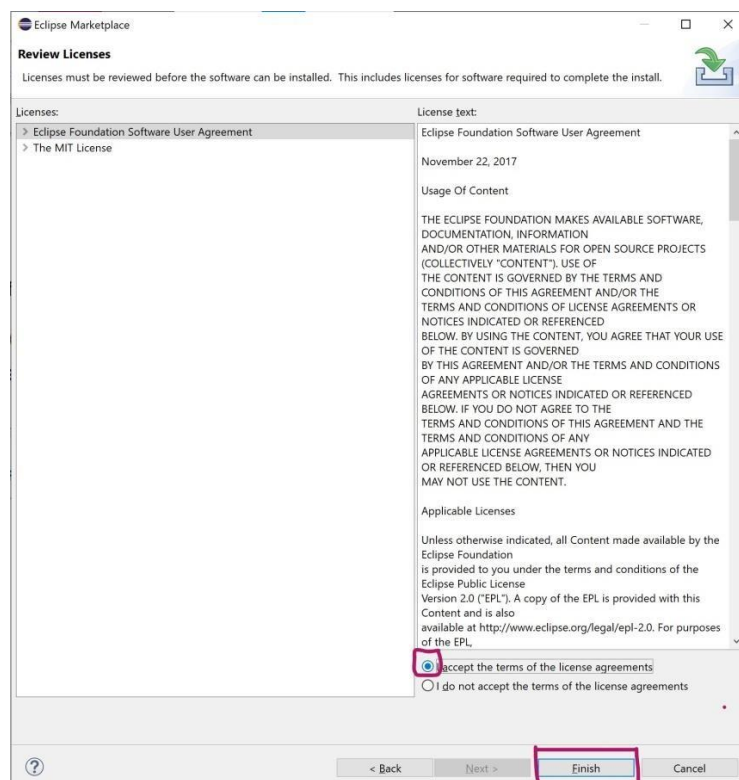 Eclipse Marketplace
Review Licenses
Licenses must be reviewed before the software can be installed. This includes licenses for software required to complete the install.
Licenses:
Eclipse Foundation Software User Agreement
The MIT License
License text:
Eclipse Foundation Software User Agreement
November 22, 2017
Usage Of Content
THE ECLIPSE FOUNDATION MAKES AVAILABLE SOFTWARE,
DOCUMENTATION, INFORMATION
AND/OR OTHER MATERIALS FOR OPEN SOURCE PROJECTS
(COLLECTIVELY "CONTENT"). USE OF
THE CONTENT IS GOVERNED BY THE TERMS AND
CONDITIONS OF THIS AGREEMENT AND/OR THE
TERMS AND CONDITIONS OF LICENSE AGREEMENTS OR
NOTICES INDICATED OR REFERENCED
BELOW. BY USING THE CONTENT, YOU AGREE THAT YOUR USE
OF THE CONTENT IS GOVERNED
BY THIS AGREEMENT AND/OR THE TERMS AND CONDITIONS
OF ANY APPLICABLE LICENSE
AGREEMENTS OR NOTICES INDICATED OR REFERENCED
BELOW. IF YOU DO NOT AGREE TO THE
TERMS AND CONDITIONS OF THIS AGREEMENT AND THE
TERMS AND CONDITIONS OF ANY
APPLICABLE LICENSE AGREEMENTS OR NOTICES INDICATED
OR REFERENCED BELOW, THEN YOU
MAY NOT USE THE CONTENT.
Applicable Licenses
Unless otherwise indicated, all Content made available by the
Eclipse Foundation
is provided to you under the terms and conditions of the
Eclipse Public License
Version 2.0 ("EPL"). A copy of the EPL is provided with this
Content and is also
available at http://www.eclipse.org/legal/epl-2.0. For purposes
of the EPL,
I accept the terms of the license agreements
I do not accept the terms of the license agreements
?
< Back
Next >
Finish
Cancel